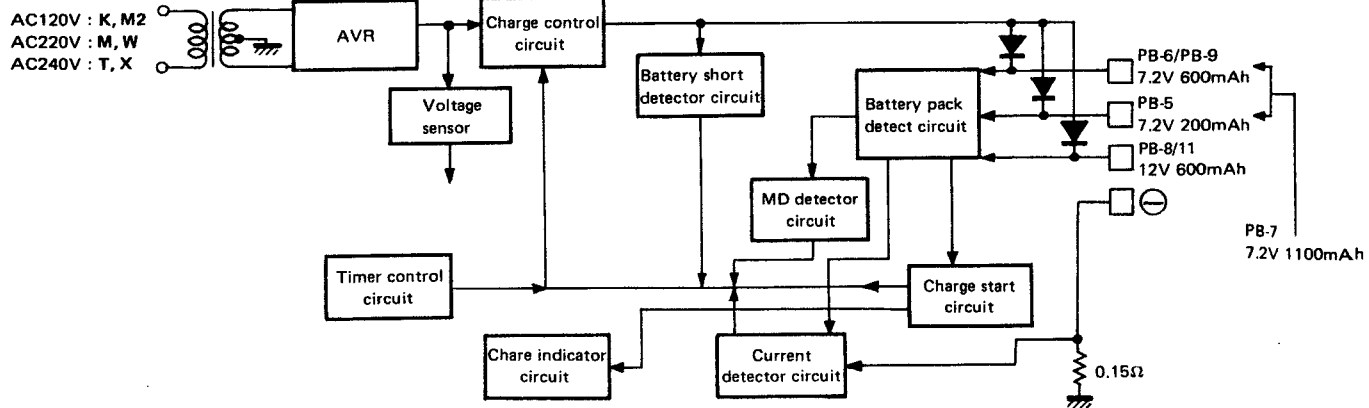 AC120V : K, M2
AC220V : M, W
AC240V : T, X
AVR
Charge control
circuit
Voltage
sensor
Battery short
detector circuit
Battery pack
detect circuit
PB-6/PB-9
7.2V 600mAh
PB-5
7.2V 200mAh
PB-8/11
12V 600mAh
⊖
PB-7
7.2V 1100mAh
MD detector
circuit
Timer control
circuit
Charge start
circuit
Chare indicator
circuit
Current
detector circuit
0.15Ω